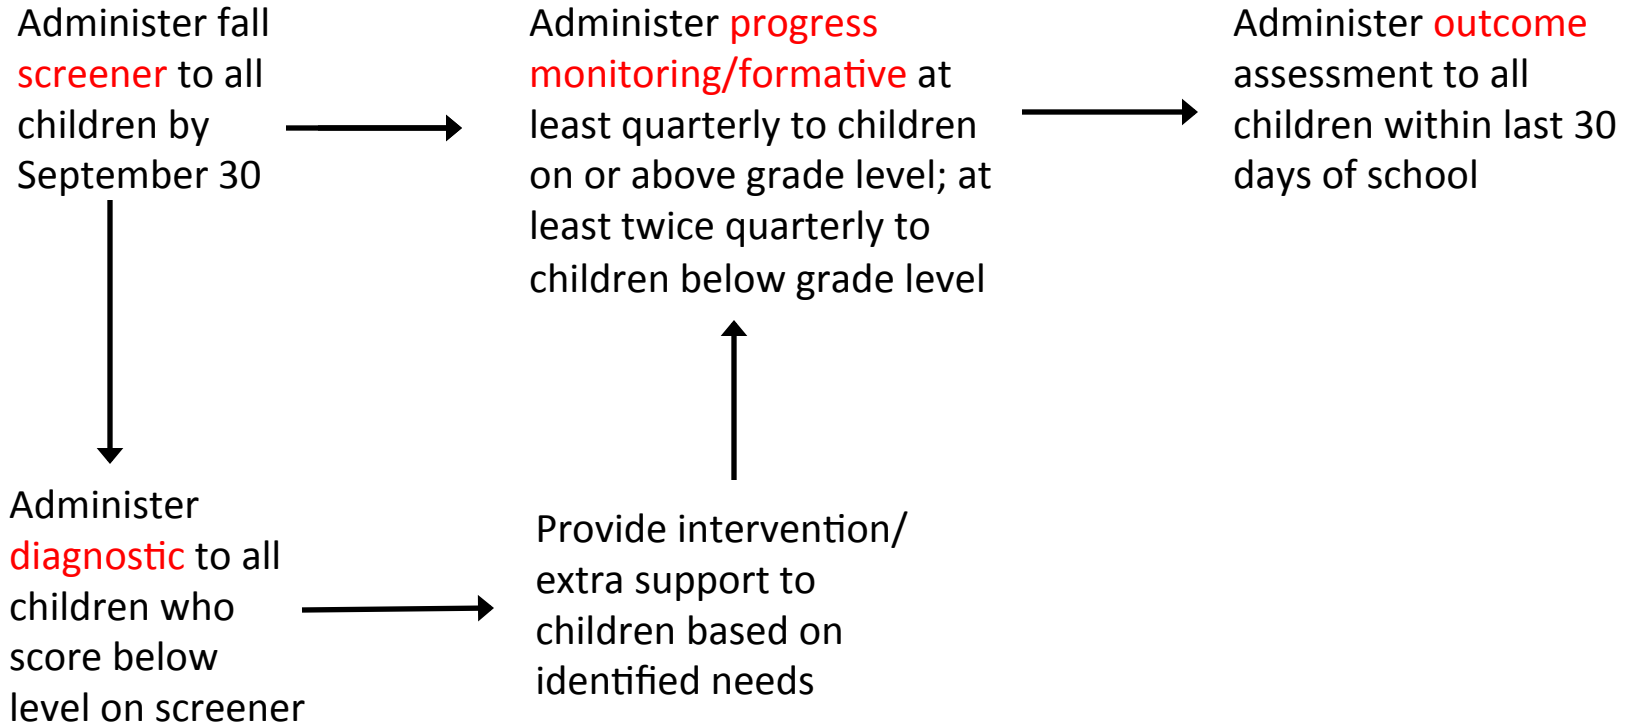 Administer fall
screener to all
children by
September 30
Administer progress
monitoring/formative at
least quarterly to children
on or above grade level; at
least twice quarterly to
children below grade level
Administer outcome
assessment to all
children within last 30
days of school
Administer
diagnostic to all
children who
score below
level on screener
Provide intervention/
extra support to
children based on
identified needs